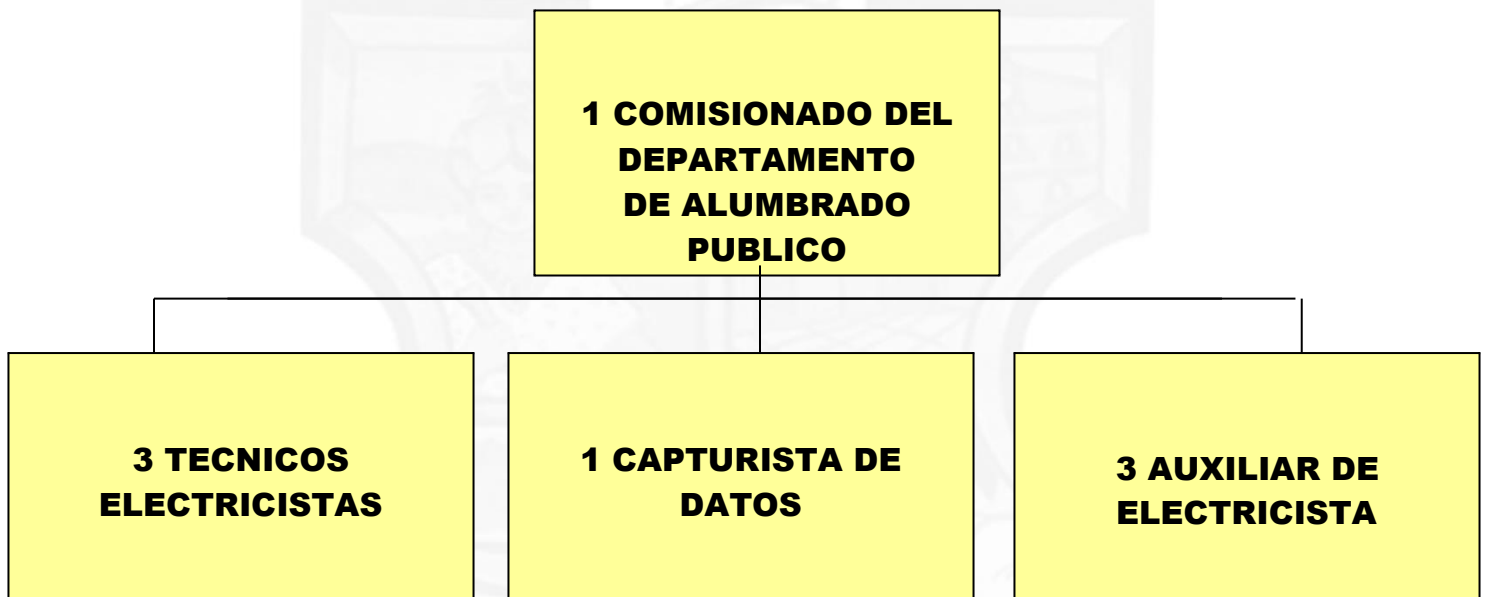 1 COMISIONADO DEL
DEPARTAMENTO
DE ALUMBRADO
PUBLICO
3 TECNICOS
ELECTRICISTAS
1 CAPTURISTA DE
DATOS
3 AUXILIAR DE
ELECTRICISTA